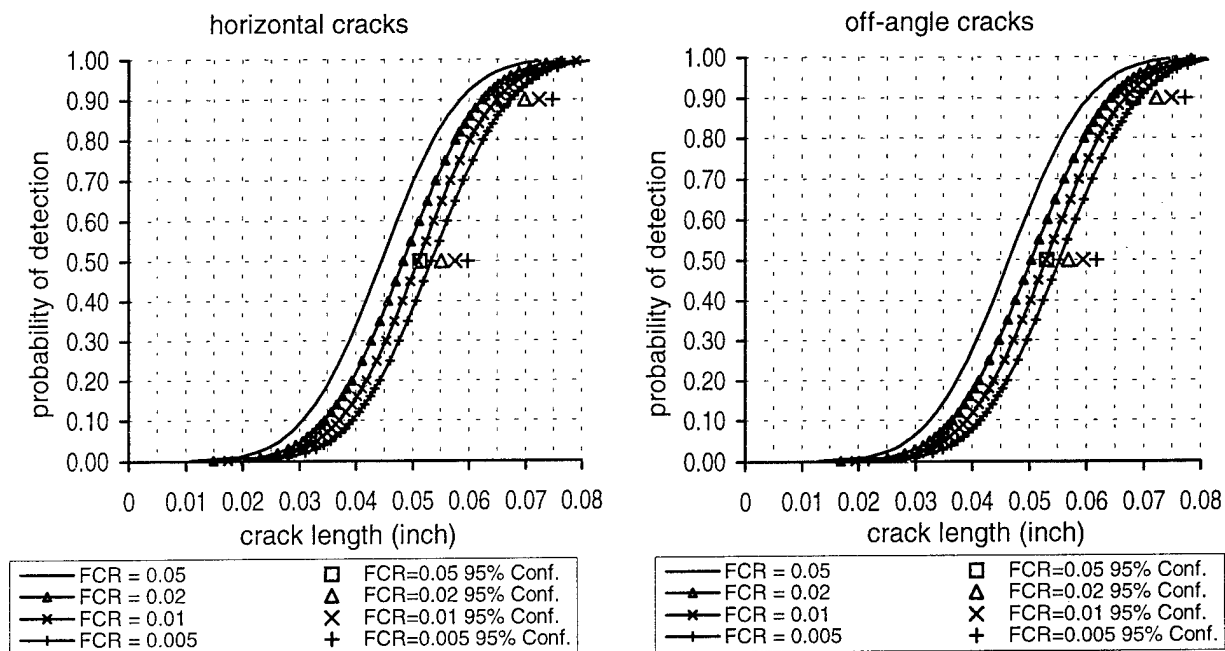 horizontal cracks
probability of detection
1.00
0.90
0.80
0.70
0.60
0.50
0.40
0.30
0.20
0.10
0.00
0 0.01 0.02 0.03 0.04 0.05 0.06 0.07 0.08
crack length (inch)
FCR = 0.05
FCR = 0.02
FCR = 0.01
FCR = 0.005
FCR=0.05 95% Conf.
FCR=0.02 95% Conf.
FCR=0.01 95% Conf.
FCR=0.005 95% Conf.
off-angle cracks
probability of detection
1.00
0.90
0.80
0.70
0.60
0.50
0.40
0.30
0.20
0.10
0.00
0 0.01 0.02 0.03 0.04 0.05 0.06 0.07 0.08
crack length (inch)
FCR = 0.05
FCR = 0.02
FCR = 0.01
FCR = 0.005
FCR=0.05 95% Conf.
FCR=0.02 95% Conf.
FCR=0.01 95% Conf.
FCR=0.005 95% Conf.